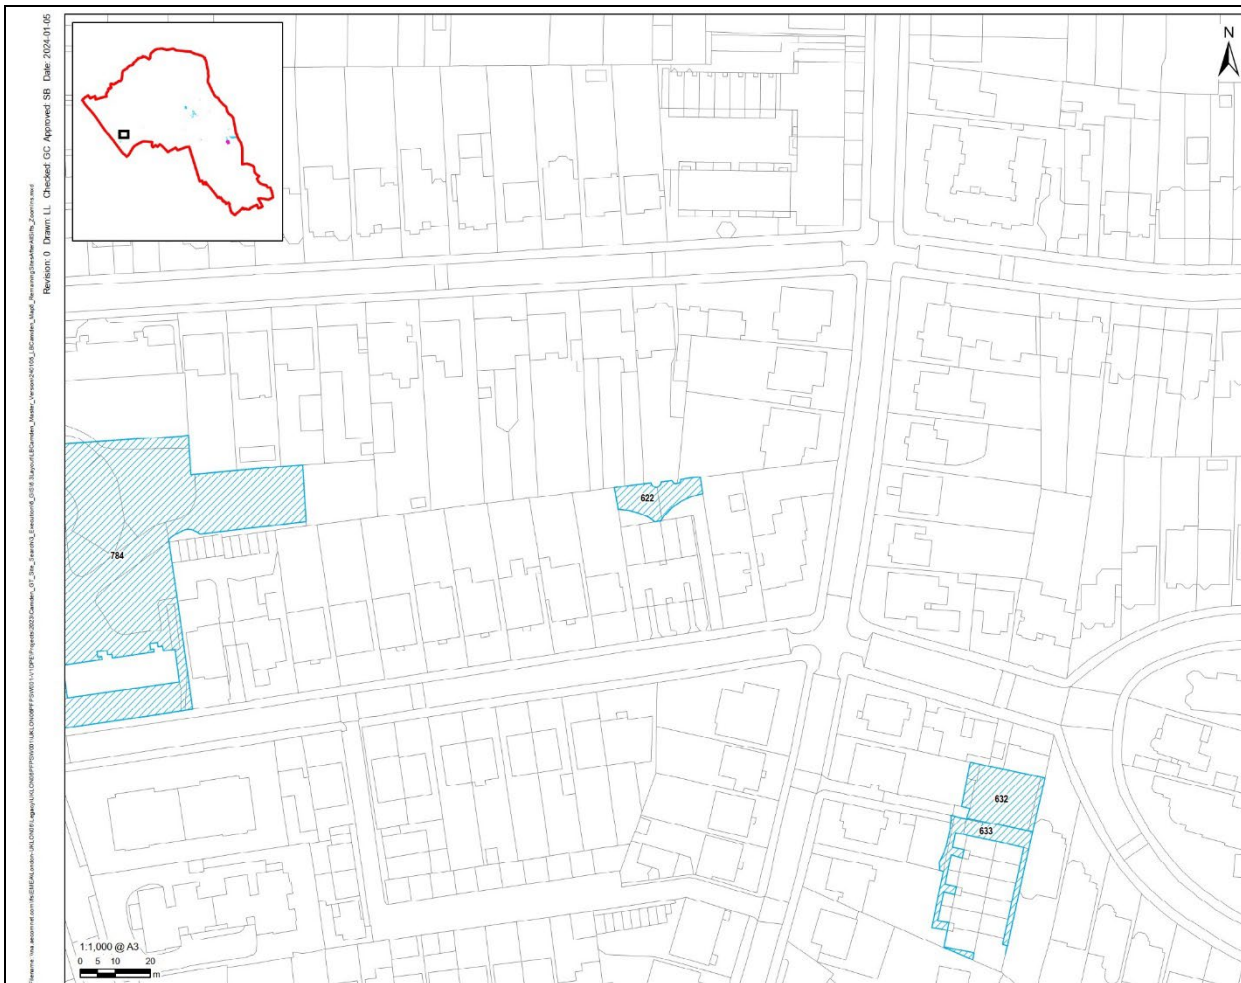 Revision: 0 Drawn: LL Checked: GC Approved: SB Date: 2024-01-05
N
622
784
632
633
1:1,000 @ A3
0 5 10 20
m